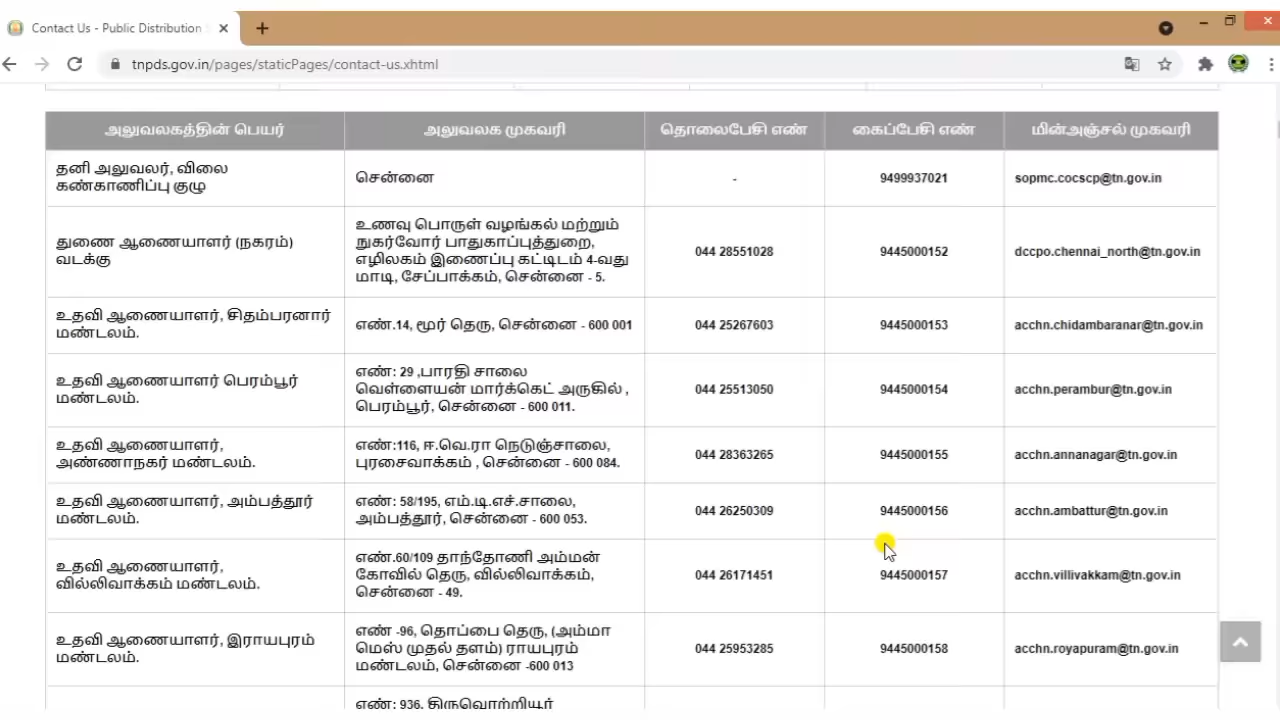 Contact Us - Public Distribution
tnpds.gov.in/pages/staticPages/contact-us.xhtml
அலுவலகத்தின் பெயர் அலுவலக முகவரி தொலைபேசி எண் கைப்பேசி எண் மின்அஞ்சல் முகவரி
தனி அலுவலர், விலை
கண்காணிப்பு குழு
சென்னை
-
9499937021
sopmc.cocscp@tn.gov.in
துணை ஆணையாளர் (நகரம்)
வடக்கு
உணவு பொருள் வழங்கல் மற்றும்
நுகர்வோர் பாதுகாப்புத்துறை,
எழிலகம் இணைப்பு கட்டிடம் 4-வது
மாடி, சேப்பாக்கம், சென்னை - 5.
044 28551028
9445000152
dccpo.chennai_north@tn.gov.in
உதவி ஆணையாளர், சிதம்பரனார்
மண்டலம்.
எண்.14, மூர் தெரு, சென்னை - 600 001
044 25267603
9445000153
acchn.chidambaranar@tn.gov.in
உதவி ஆணையாளர் பெரம்பூர்
மண்டலம்.
எண்: 29 ,பாரதி சாலை
வெள்ளையன் மார்க்கெட் அருகில் ,
பெரம்பூர், சென்னை - 600 011.
044 25513050
9445000154
acchn.perambur@tn.gov.in
உதவி ஆணையாளர்,
அண்ணாநகர் மண்டலம்.
எண்:116, ஈ.வெ.ரா நெடுஞ்சாலை,
புரசைவாக்கம் , சென்னை - 600 084.
044 28363265
9445000155
acchn.annanagar@tn.gov.in
உதவி ஆணையாளர், அம்பத்தூர்
மண்டலம்.
எண்: 58/195, எம்.டி.எச்.சாலை,
அம்பத்தூர், சென்னை - 600 053.
044 26250309
9445000156
acchn.ambattur@tn.gov.in
உதவி ஆணையாளர்,
வில்லிவாக்கம் மண்டலம்.
எண்.60/109 தாந்தோணி அம்மன்
கோவில் தெரு, வில்லிவாக்கம்,
சென்னை - 49.
044 26171451
9445000157
acchn.villivakkam@tn.gov.in
உதவி ஆணையாளர், இராயபுரம்
மண்டலம்.
எண் -96, தொப்பை தெரு, (அம்மா
மெஸ் முதல் தளம்) ராயபுரம்
மண்டலம், சென்னை -600 013
044 25953285
9445000158
acchn.royapuram@tn.gov.in
எண்: 936, திருவொற்றியூர்